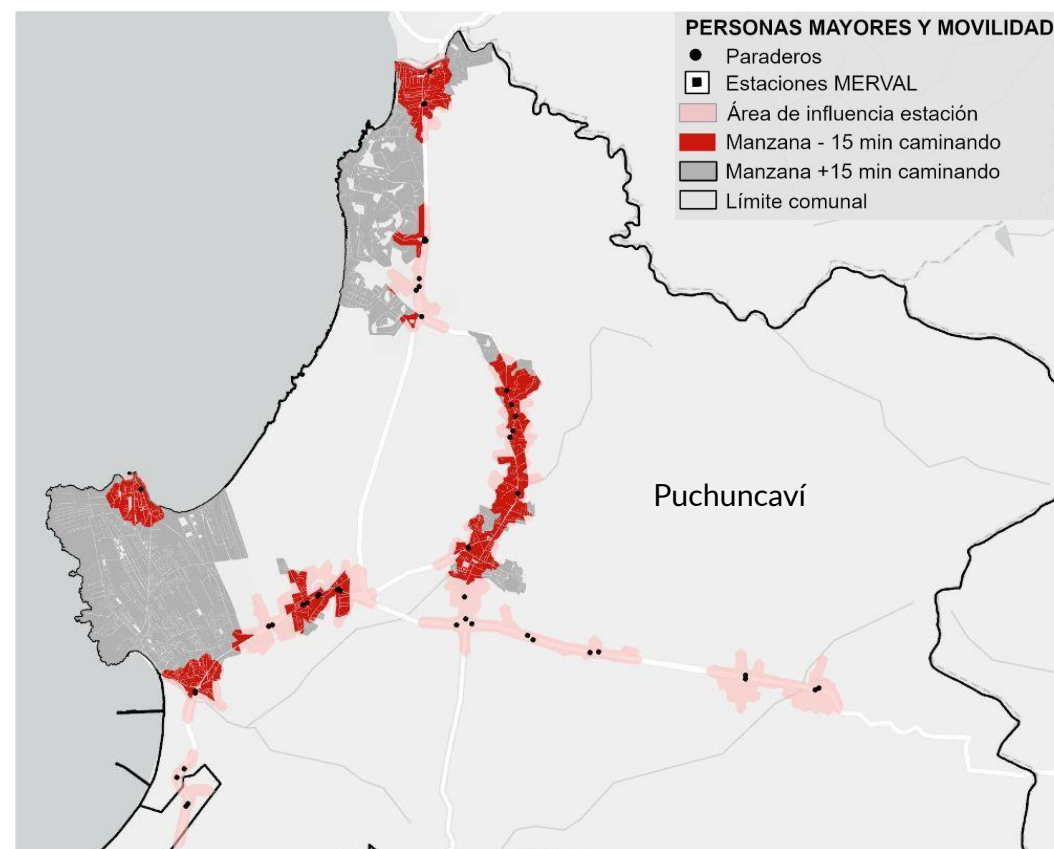 PERSONAS MAYORES Y MOVILIDAD
Paraderos
Estaciones MERVAL
Área de influencia estación
Manzana - 15 min caminando
Manzana +15 min caminando
Límite comunal
Puchuncaví